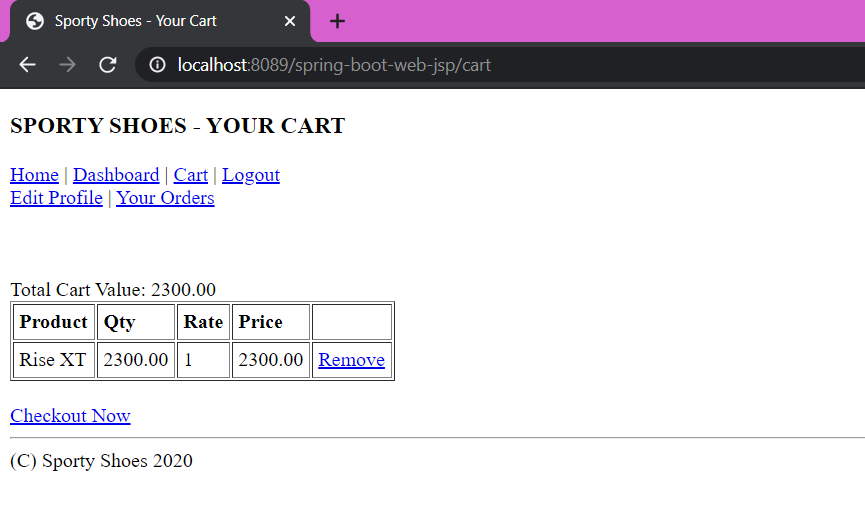 Sporty Shoes - Your Cart
localhost:8089/spring-boot-web-jsp/cart
SPORTY SHOES - YOUR CART
Home | Dashboard | Cart | Logout
Edit Profile | Your Orders
Total Cart Value: 2300.00
Product Qty Rate Price
Rise XT 2300.00 1 2300.00 Remove
Checkout Now
(C) Sporty Shoes 2020